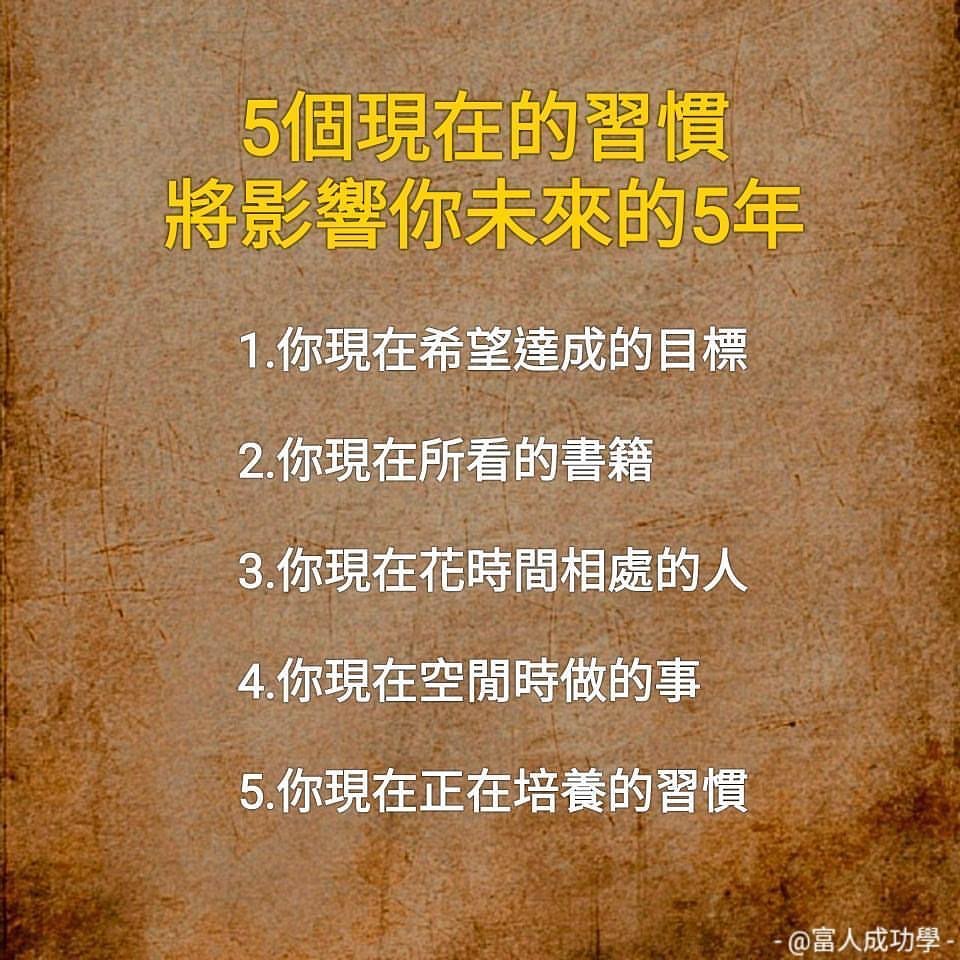 5個現在的習慣
將影響你未來的5年
1.你現在希望達成的目標
2.你現在所看的書籍
3.你現在花時間相處的人
4.你現在空閒時做的事
5.你現在正在培養的習慣
- @富人成功學 -